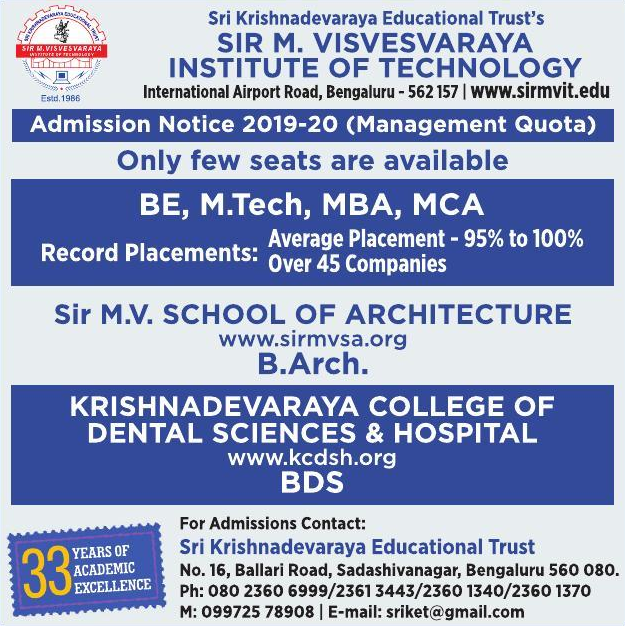 Sri Krishnadevaraya Educational Trust's
SIR M. VISVESVARAYA
INSTITUTE OF TECHNOLOGY
International Airport Road, Bengaluru - 562 157 | www.sirmvit.edu
SRI KRISHNADEVARAYA EDUCATIONAL TRUST
SIR M.VISVESVARAYA
INSTITUTE OF TECHNOLOGY
Estd.1986
Admission Notice 2019-20 (Management Quota)
Only few seats are available
BE, M.Tech, MBA, MCA
Record Placements: Average Placement - 95% to 100%
Over 45 Companies
Sir M.V. SCHOOL OF ARCHITECTURE
www.sirmvsa.org
B.Arch.
KRISHNADEVARAYA COLLEGE OF
DENTAL SCIENCES & HOSPITAL
www.kcdsh.org
BDS
33 YEARS OF
ACADEMIC
EXCELLENCE
For Admissions Contact:
Sri Krishnadevaraya Educational Trust
No. 16, Ballari Road, Sadashivanagar, Bengaluru 560 080.
Ph: 080 2360 6999/2361 3443/2360 1340/2360 1370
M: 099725 78908 | E-mail: sriket@gmail.com